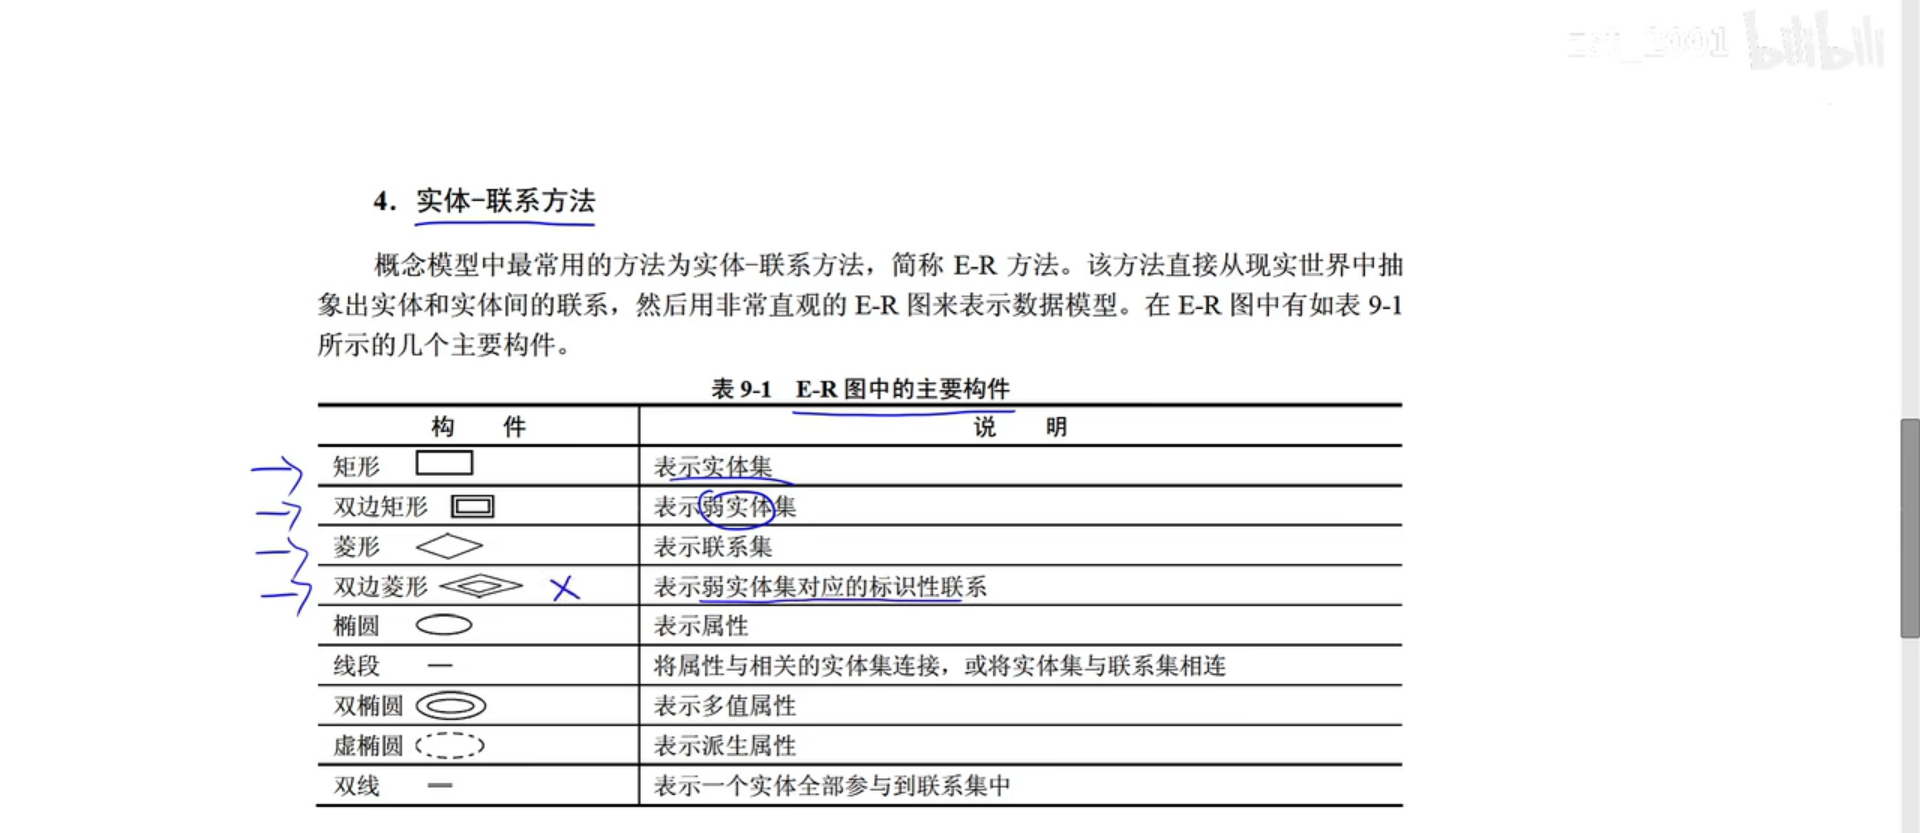 bilibili
4. 实体-联系方法
概念模型中最常用的方法为实体-联系方法，简称 E-R 方法。该方法直接从现实世界中抽
象出实体和实体间的联系，然后用非常直观的 E-R 图来表示数据模型。在 E-R 图中有如表 9-1
所示的几个主要构件。
表 9-1 E-R 图中的主要构件
构 件 说 明
矩形 表示实体集
双边矩形 表示弱实体集
菱形 表示联系集
双边菱形 表示弱实体集对应的标识性联系
椭圆 表示属性
线段 将属性与相关的实体集连接，或将实体集与联系集相连
双椭圆 表示多值属性
虚椭圆 表示派生属性
双线 表示一个实体全部参与到联系集中